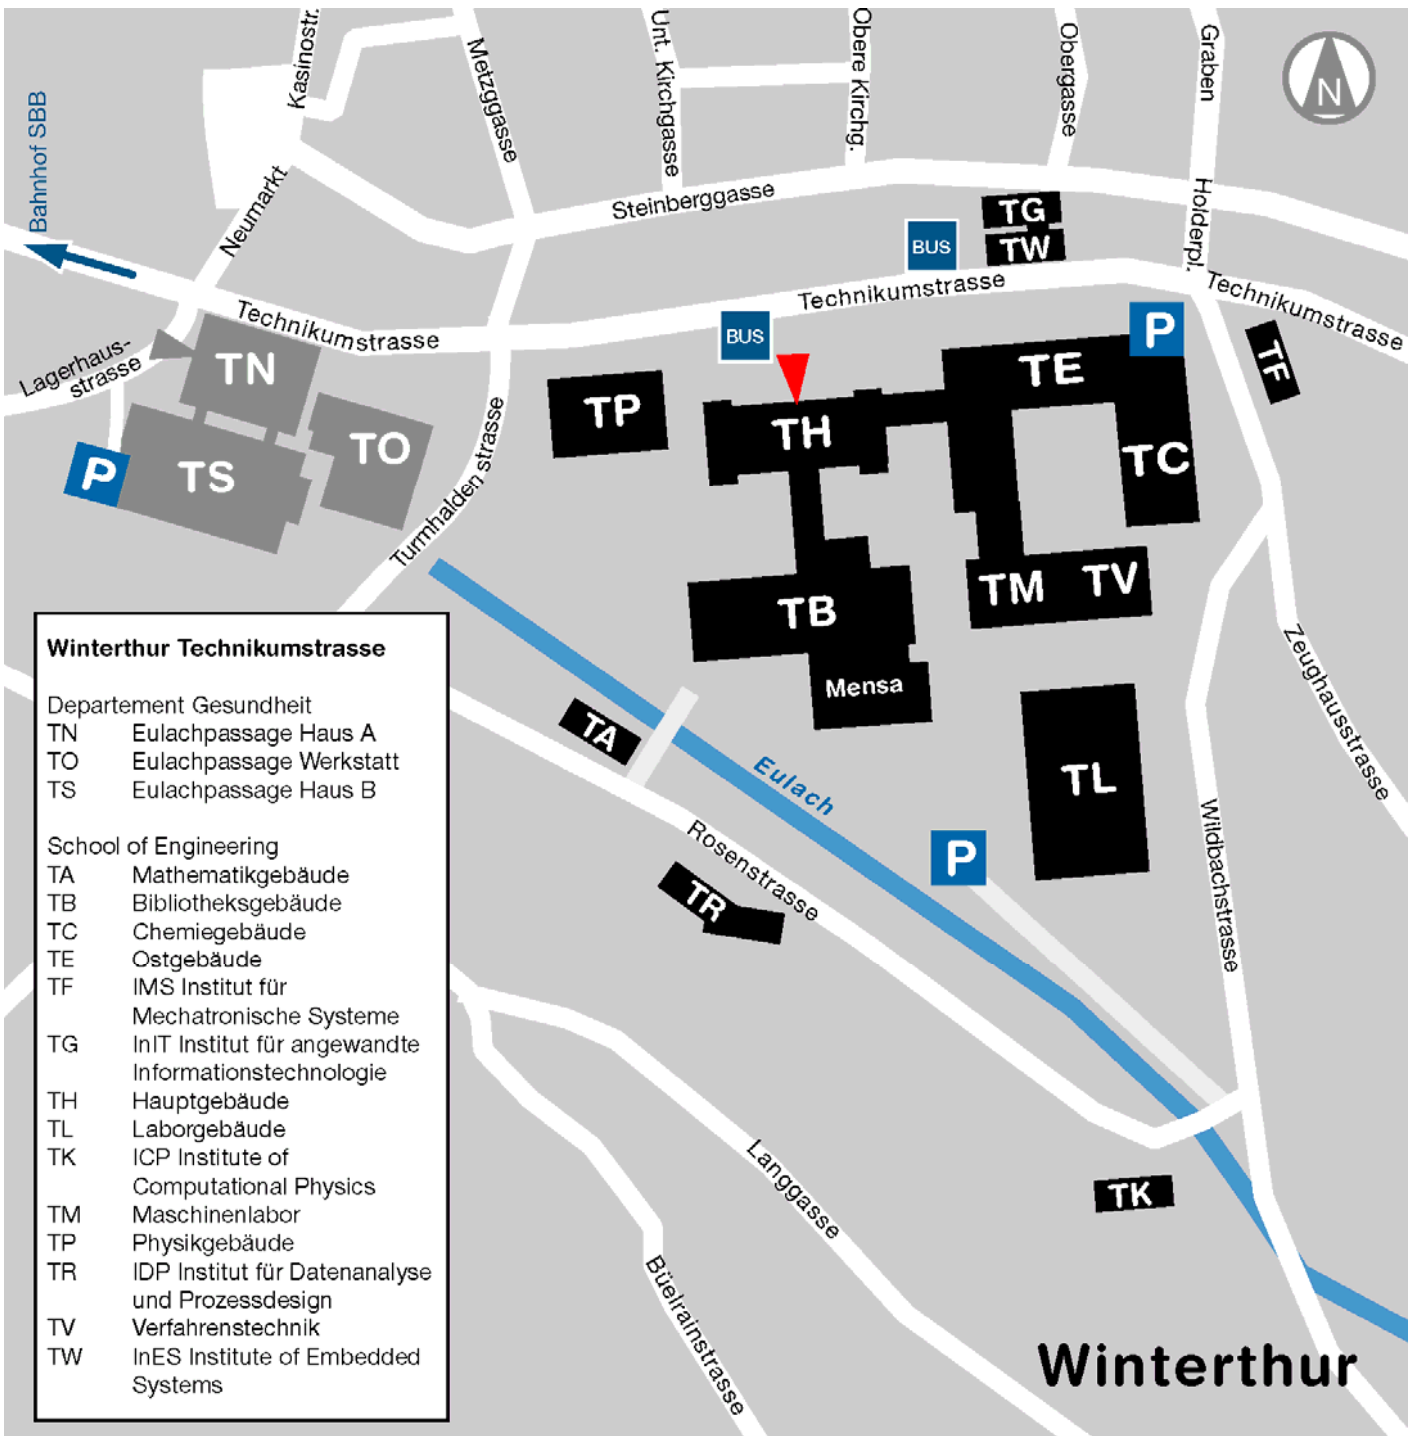 Kasinostr.
Metzggasse
Unt. Kirchgasse
Obere Kirchg.
Obergasse
Graben
N
Bahnhof SBB
Neumarkt
Steinberggasse
Holderpl.
TG
TW
BUS
Technikumstrasse
Technikumstrasse
Technikumstrasse
BUS
P
Lagerhaus-
strasse
TN
TO
TS
P
TP
TH
TE
TC
TF
Turmhalden strasse
TB
Mensa
TM
TV
Zeughausstrasse
TA
Eulach
TL
P
Rosenstrasse
TR
Wildbachstrasse
Langgasse
TK
Büelrainstrasse
Winterthur
Winterthur Technikumstrasse
Departement Gesundheit
TN Eulachpassage Haus A
TO Eulachpassage Werkstatt
TS Eulachpassage Haus B
School of Engineering
TA Mathematikgebäude
TB Bibliotheksgebäude
TC Chemiegebäude
TE Ostgebäude
TF IMS Institut für
Mechatronische Systeme
TG InIT Institut für angewandte
Informationstechnologie
TH Hauptgebäude
TL Laborgebäude
TK ICP Institute of
Computational Physics
TM Maschinenlabor
TP Physikgebäude
TR IDP Institut für Datenanalyse
und Prozessdesign
TV Verfahrenstechnik
TW InES Institute of Embedded
Systems